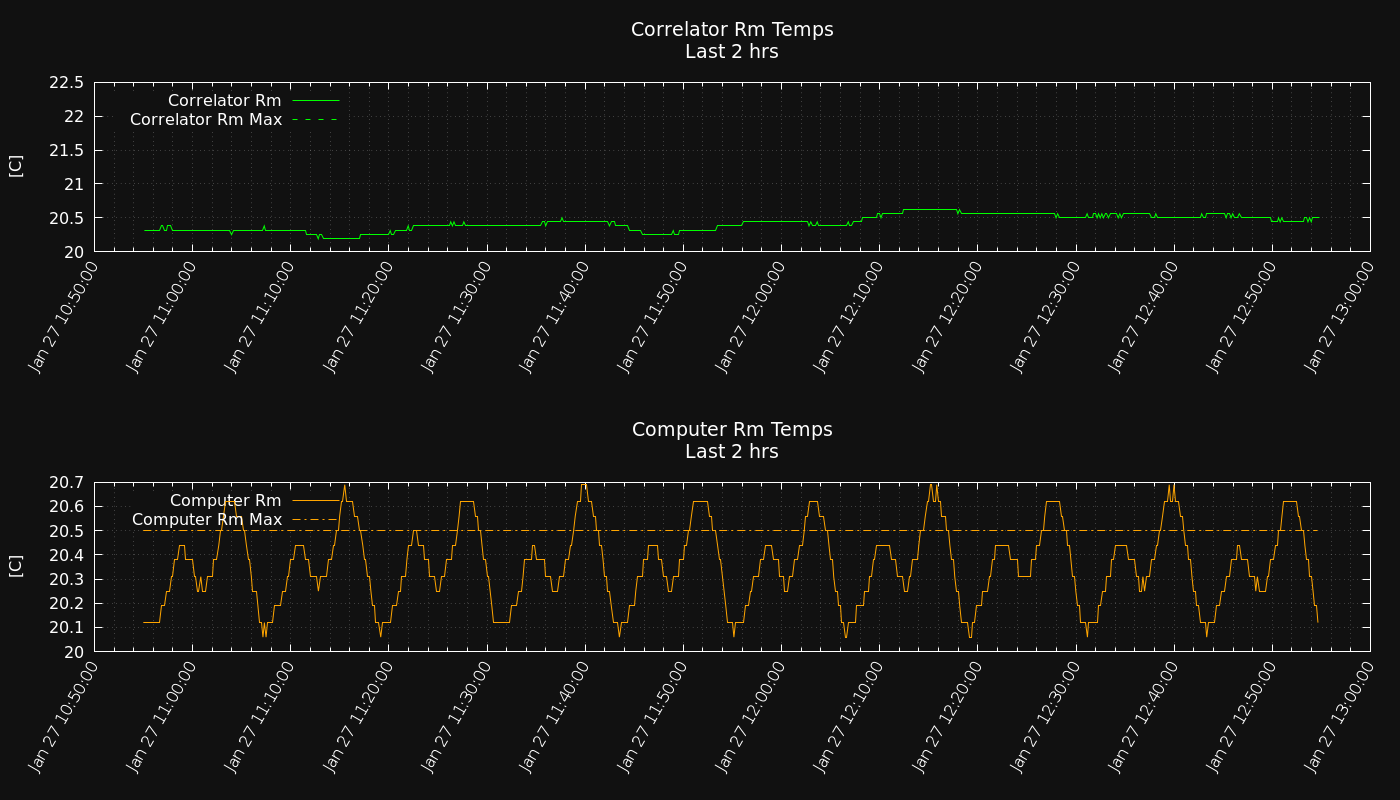 Correlator Rm Temps
Last 2 hrs
22.5
22
21.5
21
20.5
20
[C]
Correlator Rm
Correlator Rm Max
Jan 27 10:50:00
Jan 27 11:00:00
Jan 27 11:10:00
Jan 27 11:20:00
Jan 27 11:30:00
Jan 27 11:40:00
Jan 27 11:50:00
Jan 27 12:00:00
Jan 27 12:10:00
Jan 27 12:20:00
Jan 27 12:30:00
Jan 27 12:40:00
Jan 27 12:50:00
Jan 27 13:00:00
Computer Rm Temps
Last 2 hrs
20.7
20.6
20.5
20.4
20.3
20.2
20.1
20
[C]
Computer Rm
Computer Rm Max
Jan 27 10:50:00
Jan 27 11:00:00
Jan 27 11:10:00
Jan 27 11:20:00
Jan 27 11:30:00
Jan 27 11:40:00
Jan 27 11:50:00
Jan 27 12:00:00
Jan 27 12:10:00
Jan 27 12:20:00
Jan 27 12:30:00
Jan 27 12:40:00
Jan 27 12:50:00
Jan 27 13:00:00